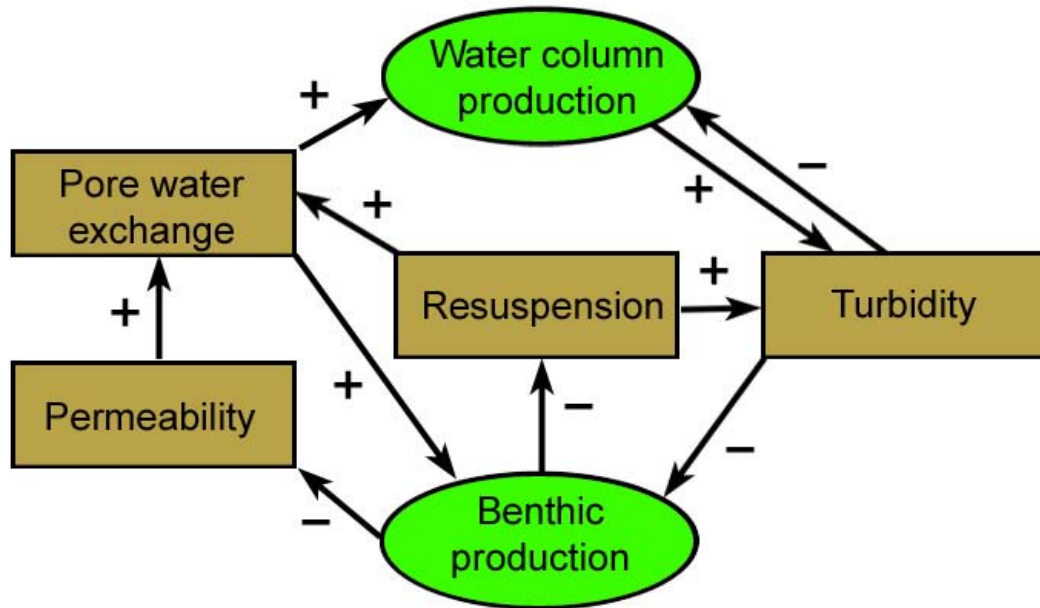 Water column
production
+
+
−
Pore water
exchange
+
+
Resuspension
+
Turbidity
+
Permeability
+
−
−
−
Benthic
production